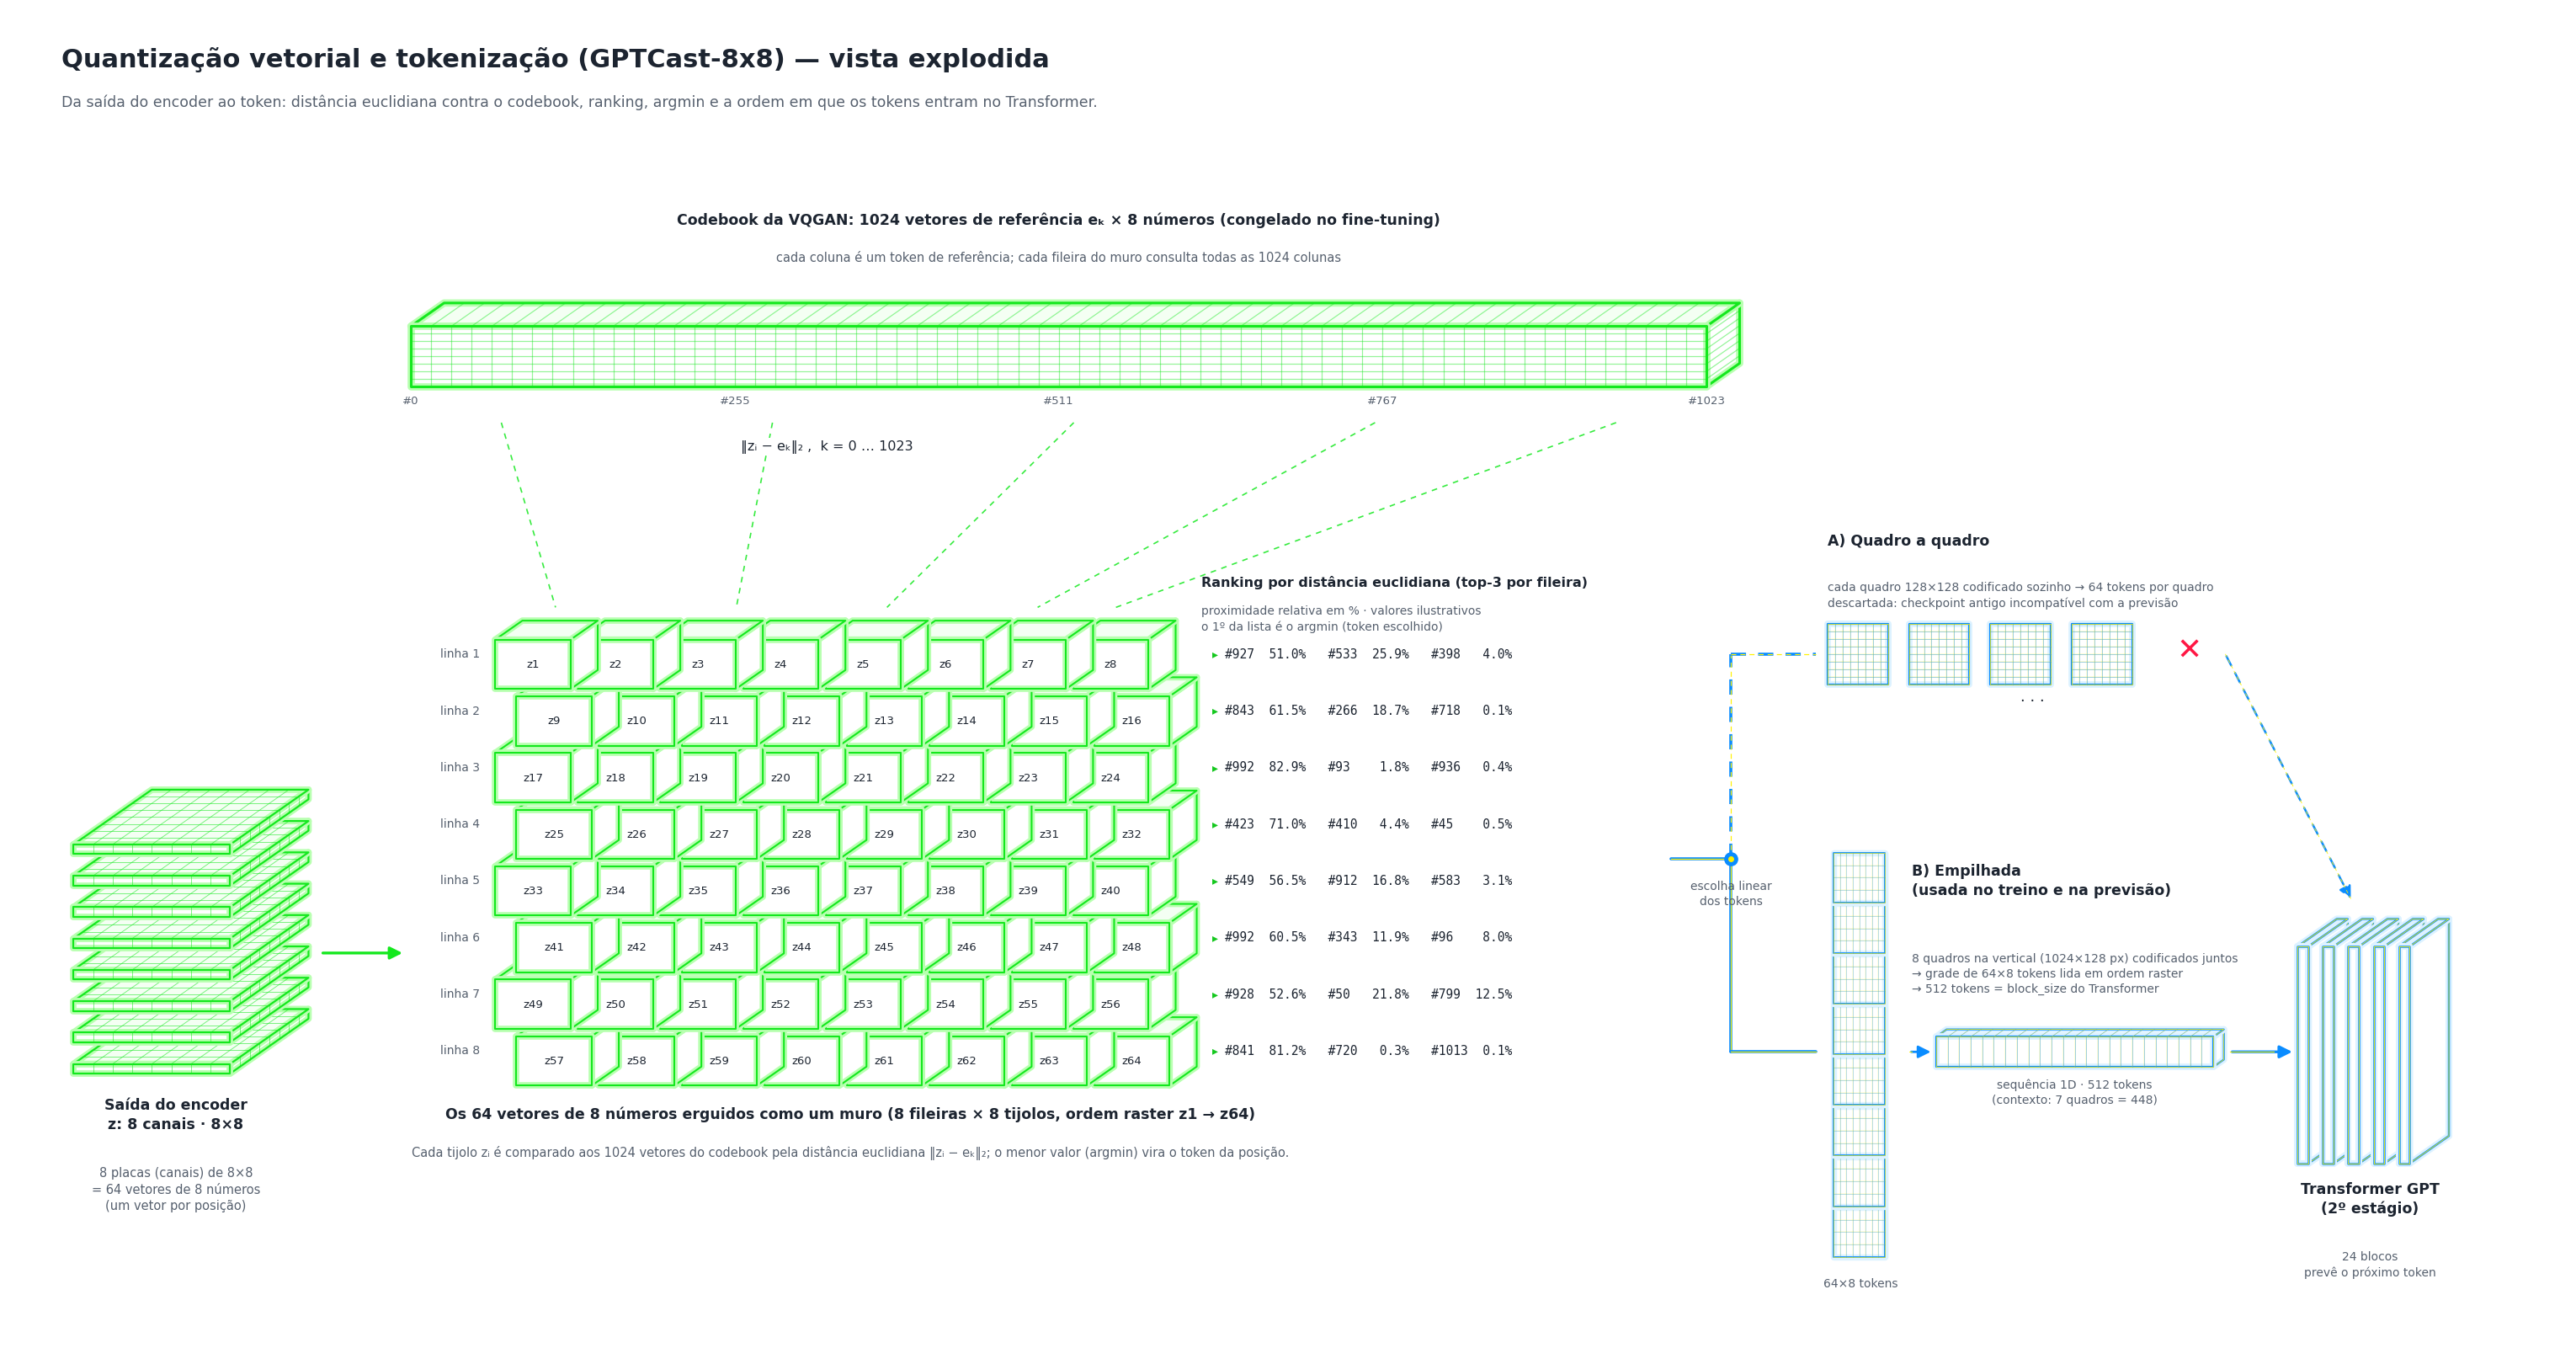 Quantização vetorial e tokenização (GPTCast-8x8) — vista explodida
Da saída do encoder ao token: distância euclidiana contra o codebook, ranking, argmin e a ordem em que os tokens entram no Transformer.
Codebook da VQGAN: 1024 vetores de referência eₖ × 8 números (congelado no fine-tuning)
cada coluna é um token de referência; cada fileira do muro consulta todas as 1024 colunas
#0 #255 #511 #767 #1023
‖zᵢ − eₖ‖₂ , k = 0 … 1023
Ranking por distância euclidiana (top-3 por fileira)
proximidade relativa em % · valores ilustrativos
o 1º da lista é o argmin (token escolhido)
linha 1 z1 z2 z3 z4 z5 z6 z7 z8 ▸ #927 51.0% #533 25.9% #398 4.0%
linha 2 z9 z10 z11 z12 z13 z14 z15 z16 ▸ #843 61.5% #266 18.7% #718 0.1%
linha 3 z17 z18 z19 z20 z21 z22 z23 z24 ▸ #992 82.9% #93 1.8% #936 0.4%
linha 4 z25 z26 z27 z28 z29 z30 z31 z32 ▸ #423 71.0% #410 4.4% #45 0.5%
linha 5 z33 z34 z35 z36 z37 z38 z39 z40 ▸ #549 56.5% #912 16.8% #583 3.1%
linha 6 z41 z42 z43 z44 z45 z46 z47 z48 ▸ #992 60.5% #343 11.9% #96 8.0%
linha 7 z49 z50 z51 z52 z53 z54 z55 z56 ▸ #928 52.6% #50 21.8% #799 12.5%
linha 8 z57 z58 z59 z60 z61 z62 z63 z64 ▸ #841 81.2% #720 0.3% #1013 0.1%
Saída do encoder
z: 8 canais · 8×8
8 placas (canais) de 8×8
= 64 vetores de 8 números
(um vetor por posição)
Os 64 vetores de 8 números erguidos como um muro (8 fileiras × 8 tijolos, ordem raster z1 → z64)
Cada tijolo zᵢ é comparado aos 1024 vetores do codebook pela distância euclidiana ‖zᵢ − eₖ‖₂; o menor valor (argmin) vira o token da posição.
escolha linear
dos tokens
A) Quadro a quadro
cada quadro 128×128 codificado sozinho → 64 tokens por quadro
descartada: checkpoint antigo incompatível com a previsão
✕
. . .
B) Empilhada
(usada no treino e na previsão)
8 quadros na vertical (1024×128 px) codificados juntos
→ grade de 64×8 tokens lida em ordem raster
→ 512 tokens = block_size do Transformer
sequência 1D · 512 tokens
(contexto: 7 quadros = 448)
64×8 tokens
Transformer GPT
(2º estágio)
24 blocos
prevê o próximo token